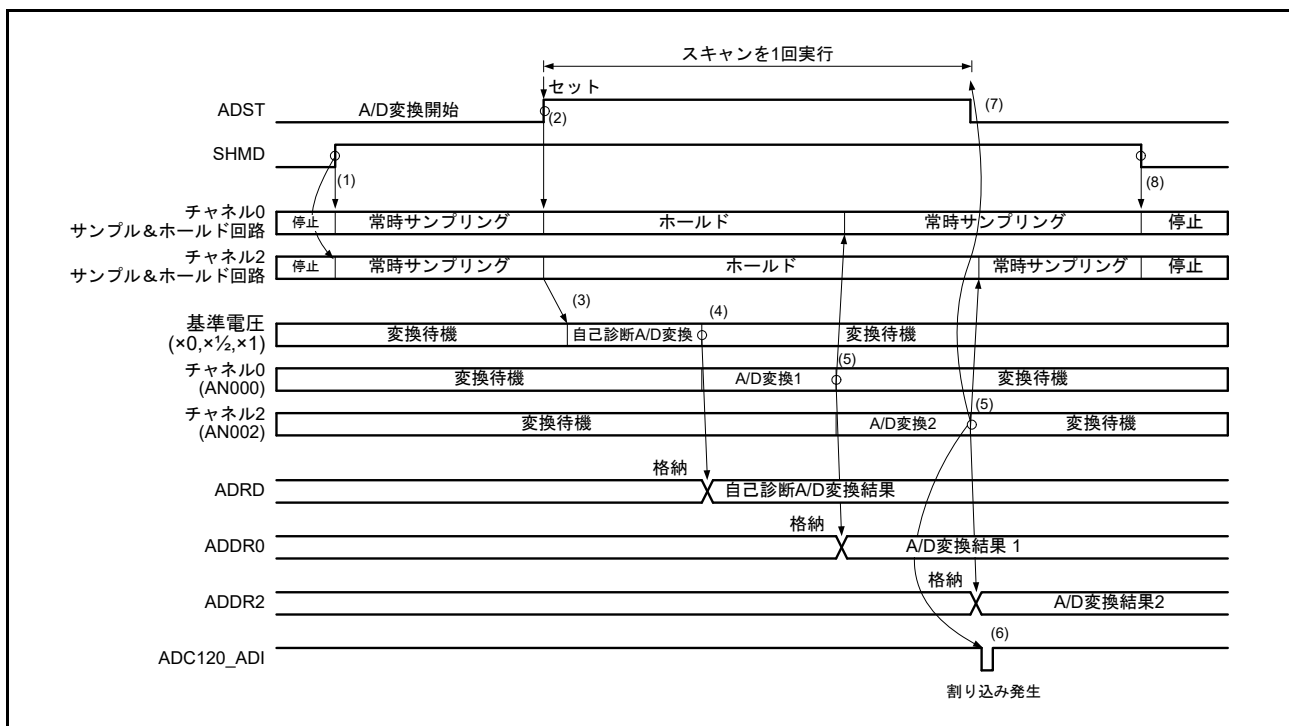 スキャンを1回実行
セット
ADST
A/D変換開始
(2)
(7)
SHMD
(1)
(8)
チャネル0
サンプル＆ホールド回路
停止
常時サンプリング
ホールド
常時サンプリング
停止
チャネル2
サンプル＆ホールド回路
停止
常時サンプリング
ホールド
常時サンプリング
停止
(3)
(4)
基準電圧
(×0,×½,×1)
変換待機
自己診断A/D変換
変換待機
(5)
チャネル0
(AN000)
変換待機
A/D変換1
変換待機
(5)
チャネル2
(AN002)
変換待機
A/D変換2
変換待機
格納
ADRD
自己診断A/D変換結果
格納
ADDR0
A/D変換結果 1
格納
ADDR2
A/D変換結果2
(6)
ADC120_ADI
割り込み発生